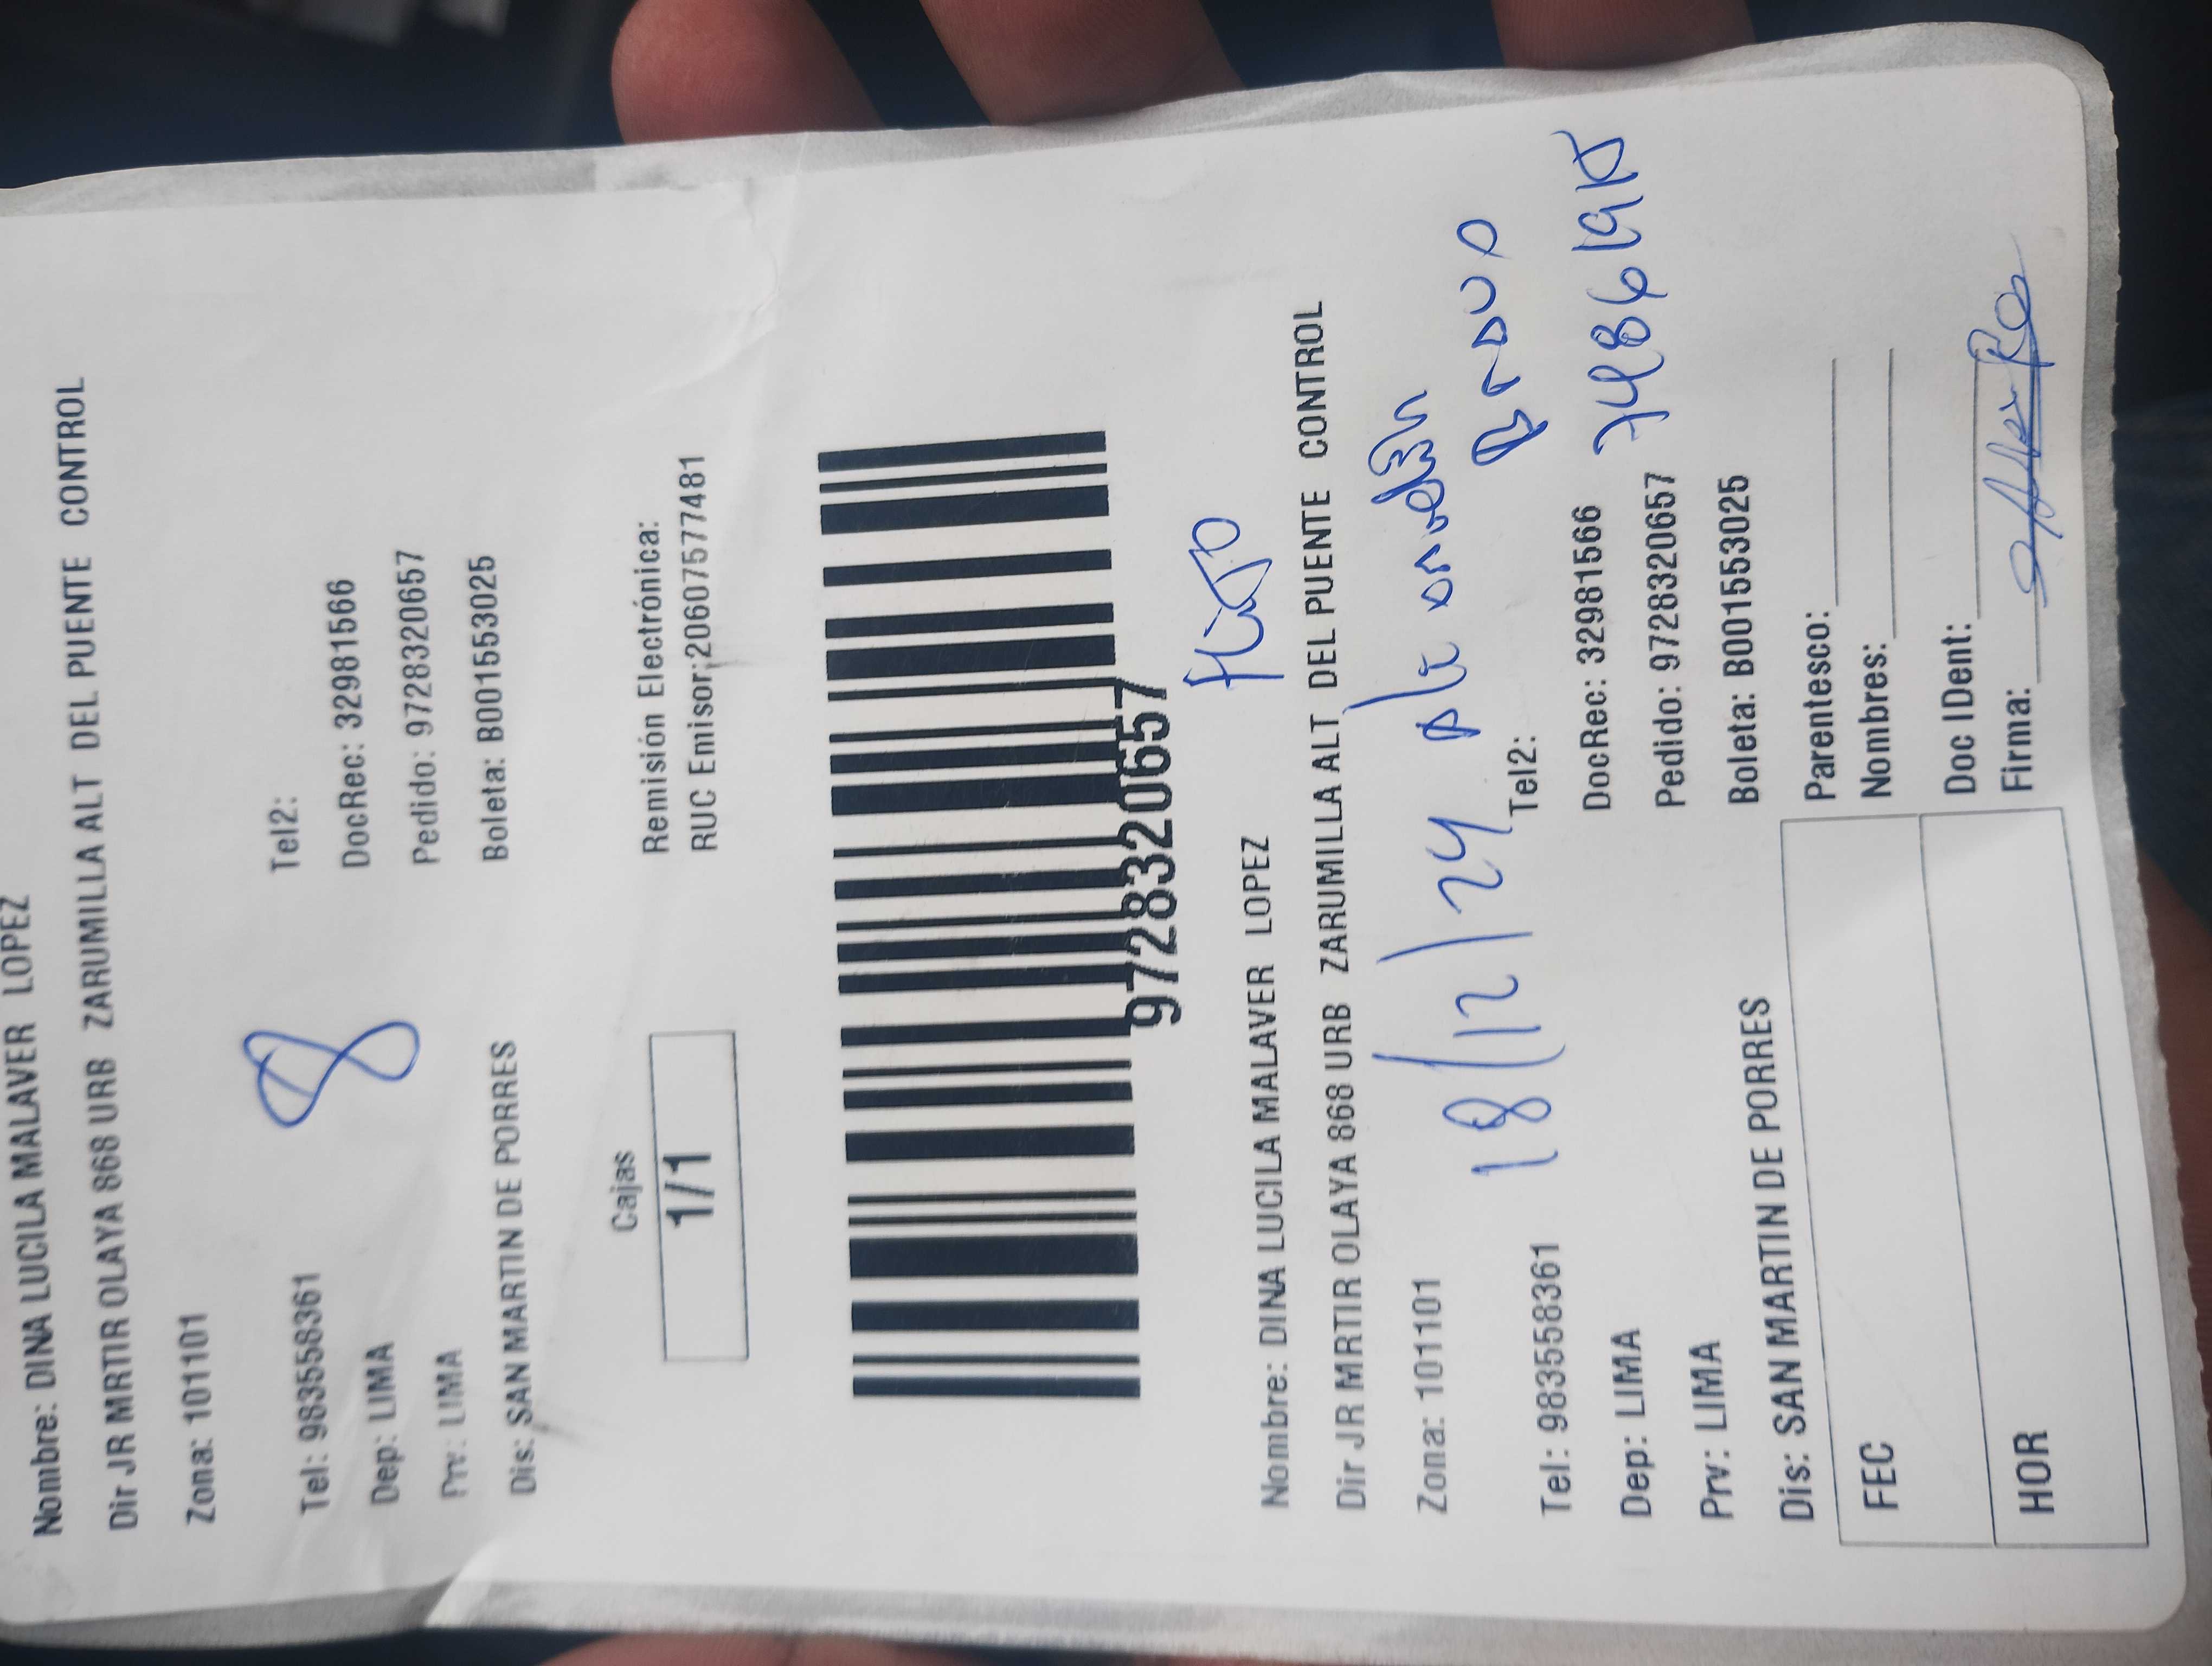 Nombre: DINA LUCILA MALAVER LOPEZ
Dir JR MRTIR OLAYA 868 URB ZARUMILLA ALT DEL PUENTE CONTROL
Zona: 101101
8
Tel: 983558361 Tel2:
Dep: LIMA DocRec: 32981566
Prv: LIMA Pedido: 9728320657
Dis: SAN MARTIN DE PORRES Boleta: B001553025
Cajas
1/1
Remisión Electrónica:
RUC Emisor:20607577481
9728320657
Nombre: DINA LUCILA MALAVER LOPEZ
Dir JR MRTIR OLAYA 868 URB ZARUMILLA ALT DEL PUENTE CONTROL
Zona: 101101
18/12/24
Tel: 983558361 Tel2:
Dep: LIMA DocRec: 32981566
Prv: LIMA Pedido: 9728320657
Dis: SAN MARTIN DE PORRES Boleta: B001553025
FEC
HOR
Parentesco:
Nombres:
Doc IDent:
Firma: